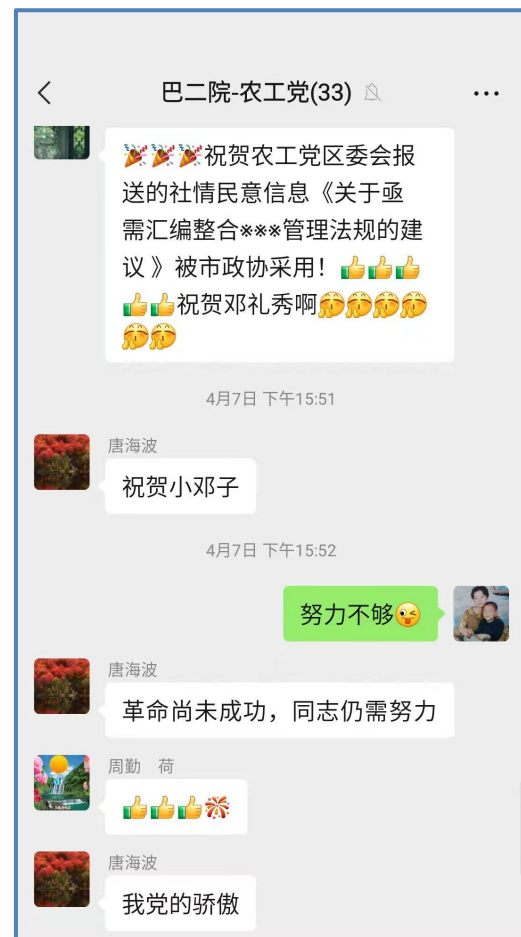 巴二院-农工党(33)
🎉🎉🎉祝贺农工党区委会报
送的社情民意信息《关于亟
需汇编整合※※※管理法规的建
议 》被市政协采用！👍👍👍
👍👍祝贺邓礼秀啊🤭🤭🤭🤭
🤭🤭
4月7日 下午15:51
唐海波
祝贺小邓子
4月7日 下午15:52
努力不够😜
唐海波
革命尚未成功，同志仍需努力
周勤 荷
👍👍👍🎆
唐海波
我党的骄傲